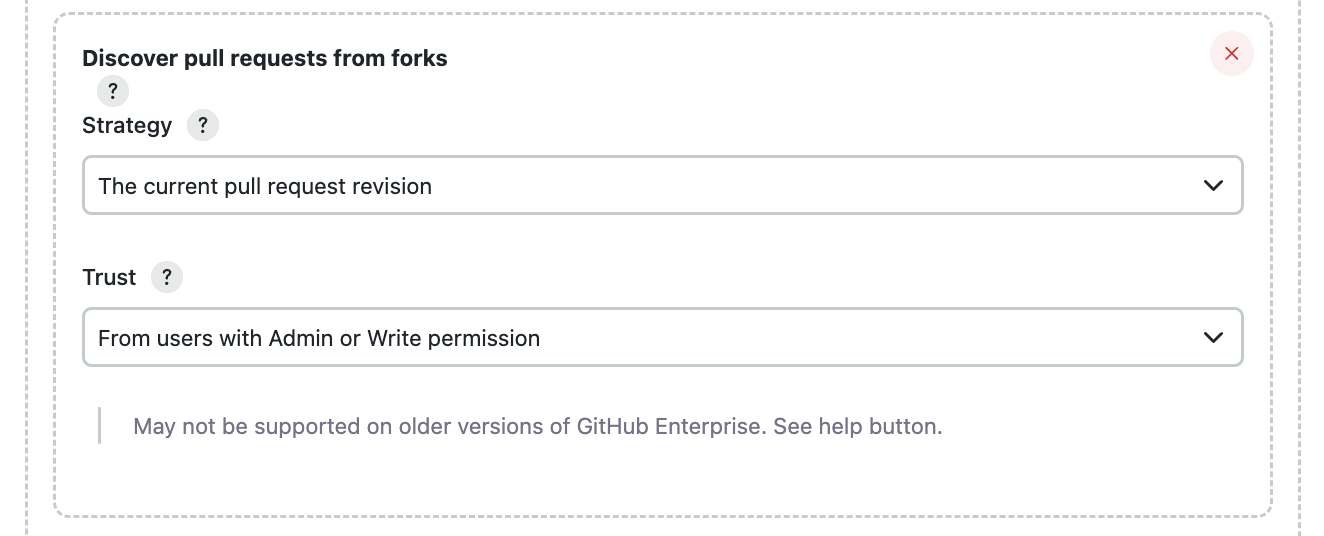 Discover pull requests from forks
?
Strategy ?
The current pull request revision
Trust ?
From users with Admin or Write permission
May not be supported on older versions of GitHub Enterprise. See help button.